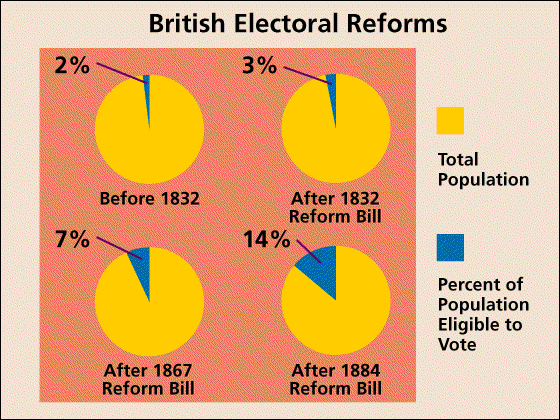 British Electoral Reforms
2%
Before 1832
3%
After 1832
Reform Bill
7%
After 1867
Reform Bill
14%
After 1884
Reform Bill
Total
Population
Percent of
Population
Eligible to
Vote